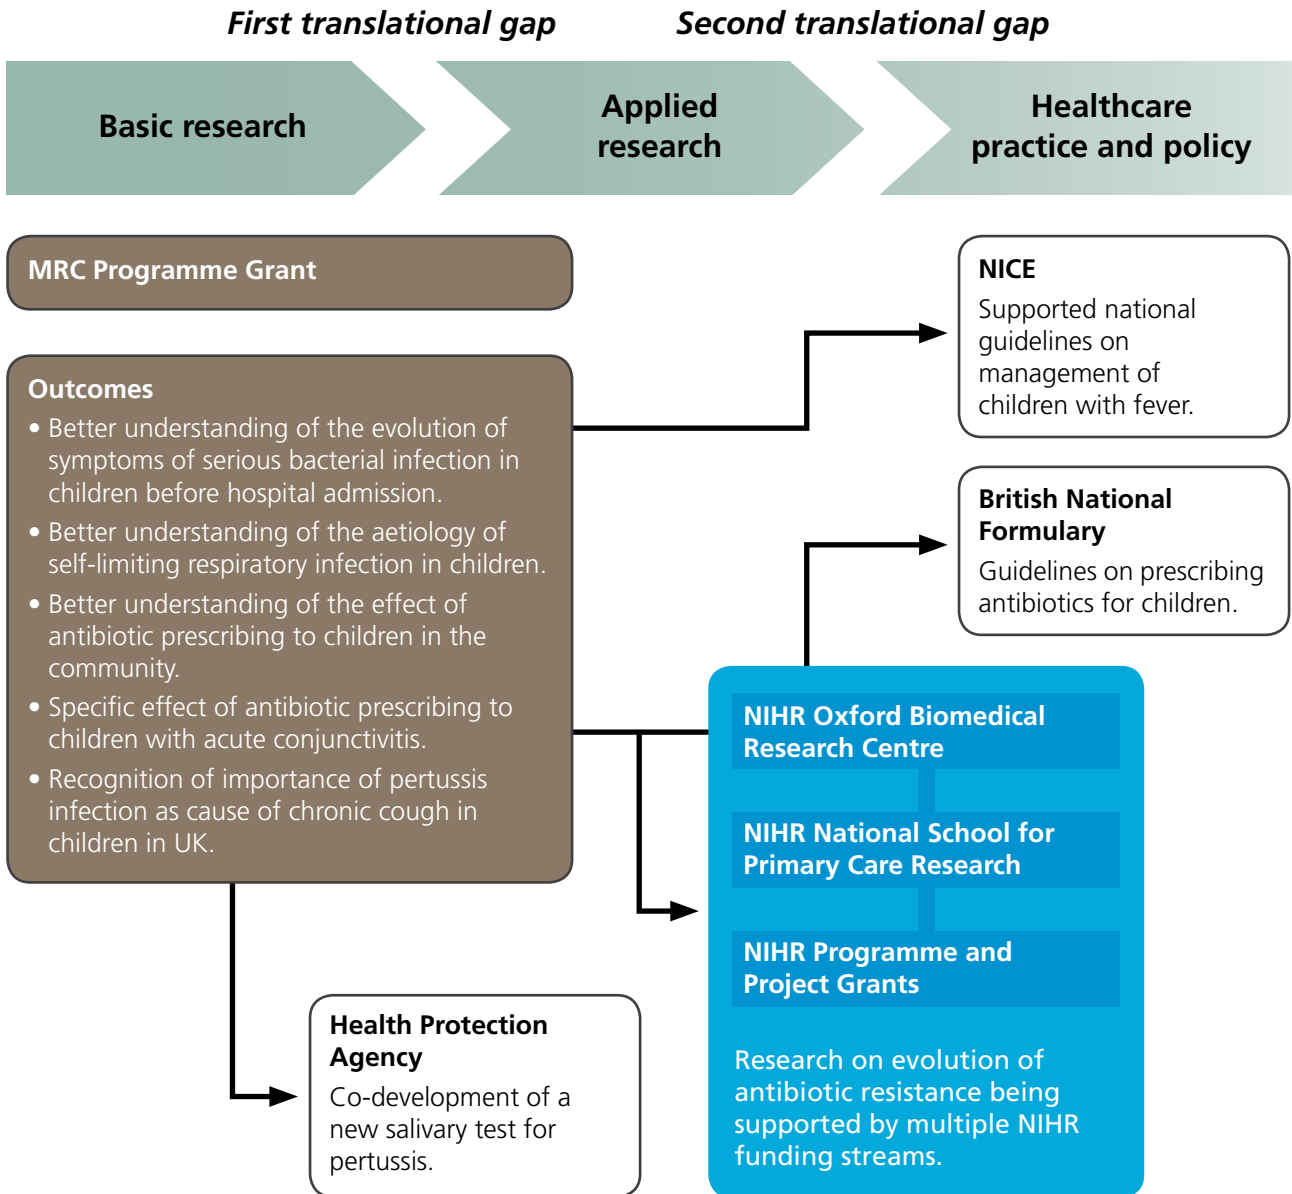 First translational gap
Second translational gap
Basic research
Applied
research
Healthcare
practice and policy
MRC Programme Grant
Outcomes
• Better understanding of the evolution of
symptoms of serious bacterial infection in
children before hospital admission.
• Better understanding of the aetiology of
self-limiting respiratory infection in children.
• Better understanding of the effect of
antibiotic prescribing to children in the
community.
• Specific effect of antibiotic prescribing to
children with acute conjunctivitis.
• Recognition of importance of pertussis
infection as cause of chronic cough in
children in UK.
NICE
Supported national
guidelines on
management of
children with fever.
British National
Formulary
Guidelines on prescribing
antibiotics for children.
NIHR Oxford Biomedical
Research Centre
NIHR National School for
Primary Care Research
NIHR Programme and
Project Grants
Research on evolution of
antibiotic resistance being
supported by multiple NIHR
funding streams.
Health Protection
Agency
Co-development of a
new salivary test for
pertussis.